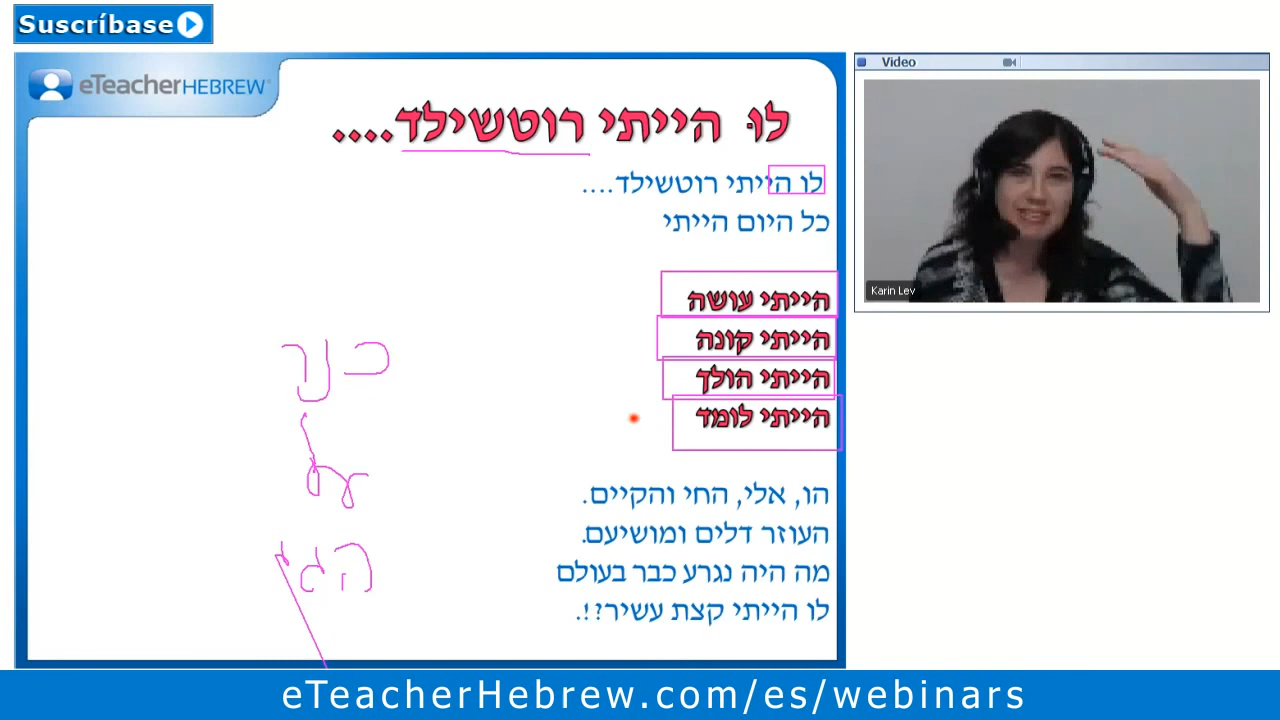 Suscríbase
eTeacherHEBREW
לוּ הייתי רוטשילד....
לו הייתי רוטשילד....
כל היום הייתי
הייתי עושה
הייתי קונה
הייתי הולך
הייתי לומד
הו, אלי, החי והקיים.
העוזר דלים ומושיעם.
מה היה נגרע כבר בעולם
לו הייתי קצת עשיר?!.
Video
Karin Lev
eTeacherHebrew.com/es/webinars